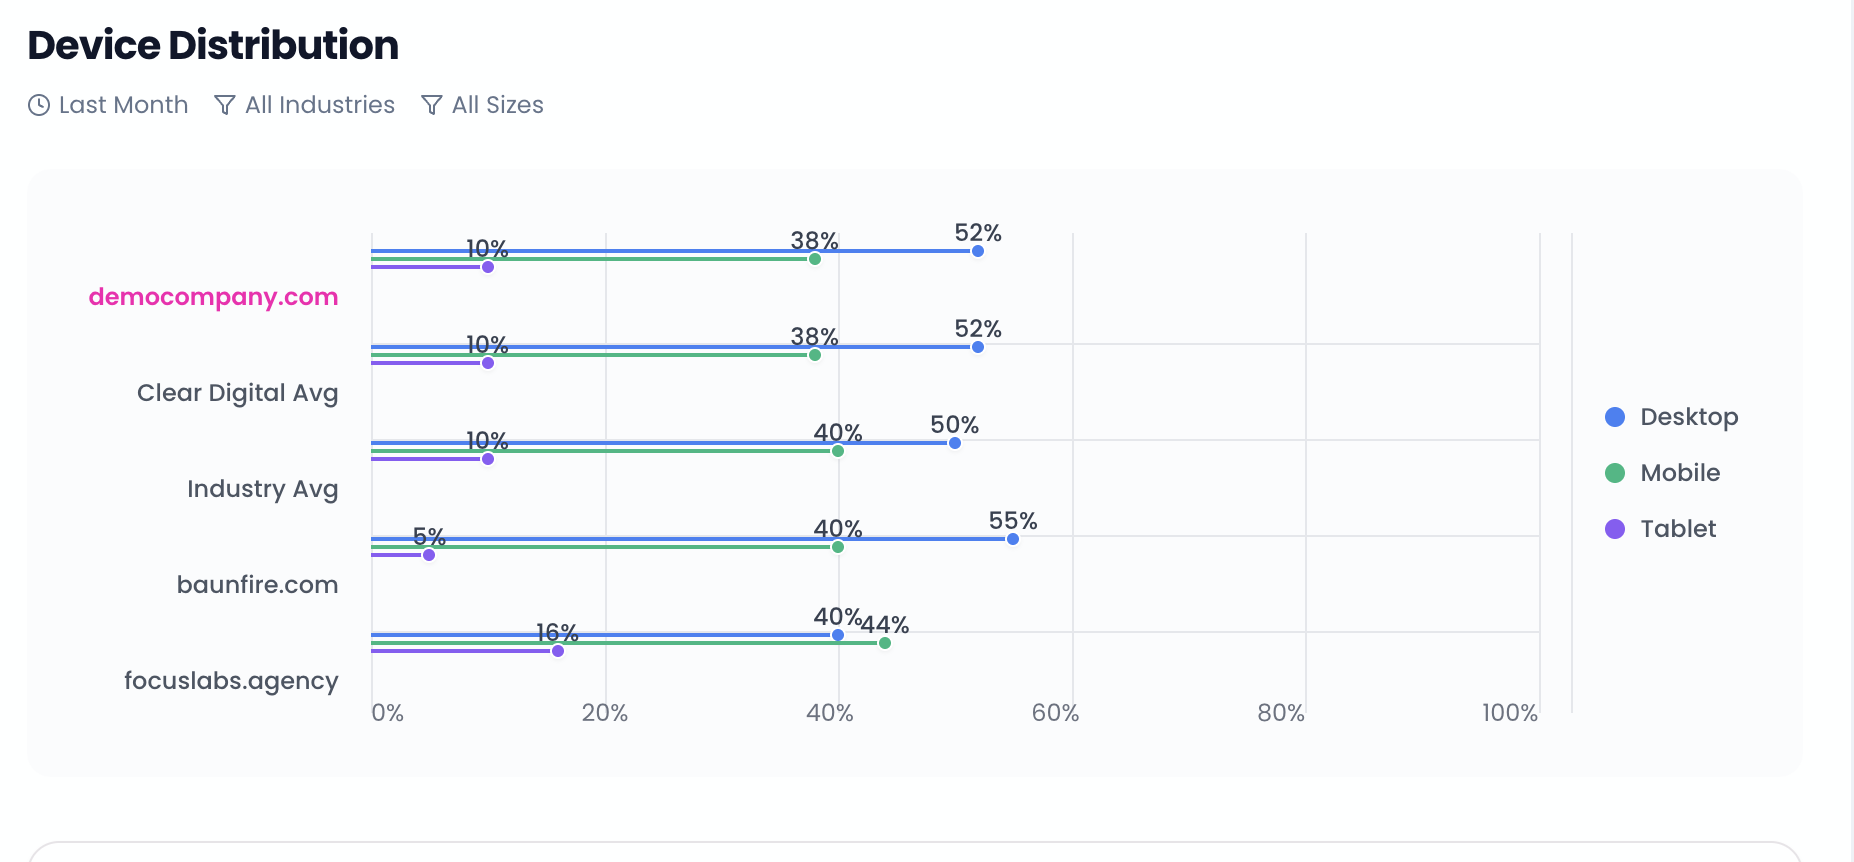 Device Distribution
Last Month All Industries All Sizes
10% 38% 52%
democompany.com
10% 38% 52%
Clear Digital Avg
10% 40% 50%
Industry Avg
5% 40% 55%
baunfire.com
16% 40% 44%
focuslabs.agency
0% 20% 40% 60% 80% 100%
Desktop
Mobile
Tablet